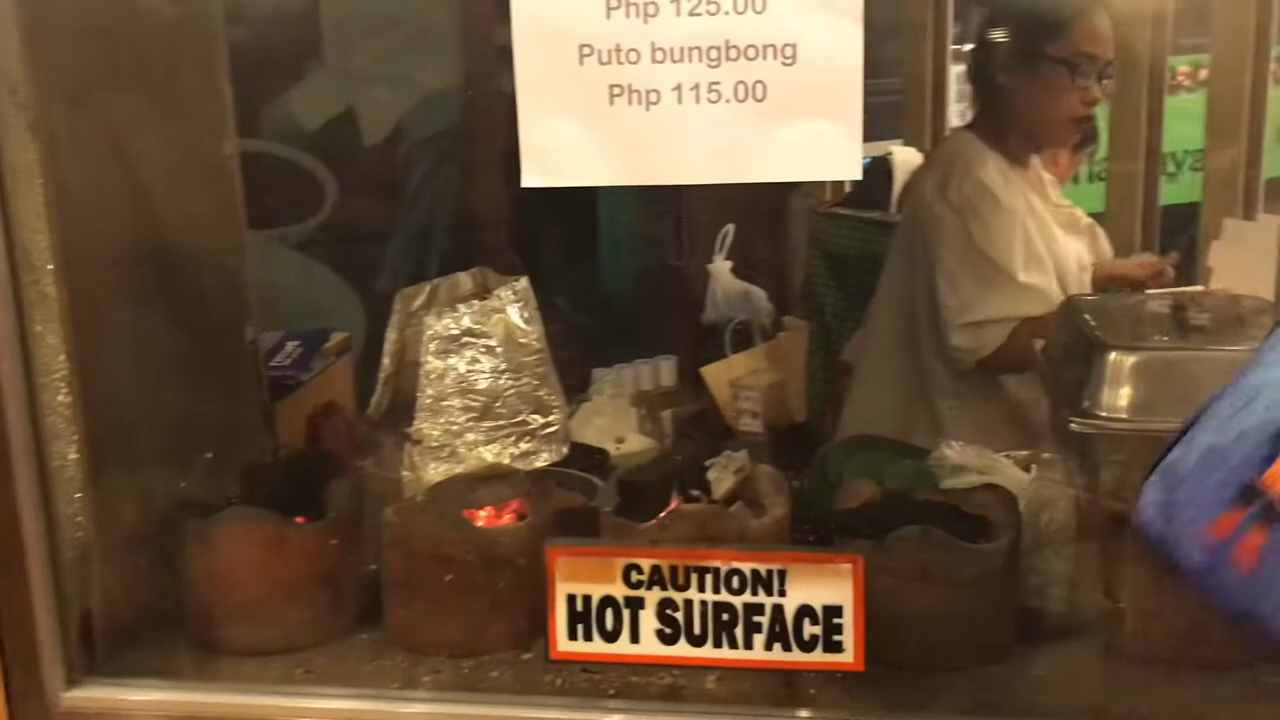 Php 125.00
Puto bungbong
Php 115.00
CAUTION!
HOT SURFACE